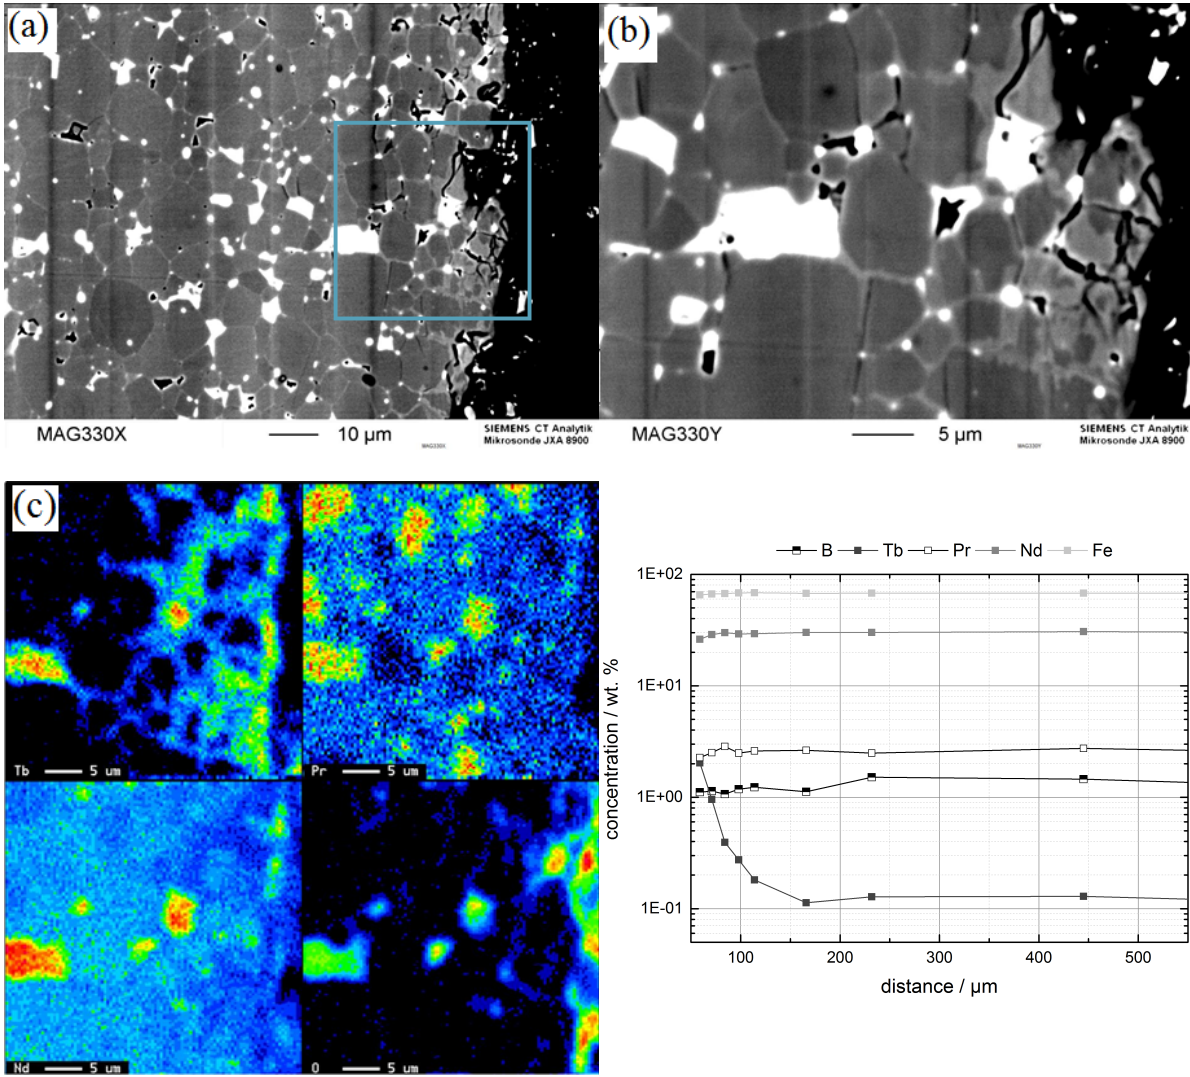 (a)
(b)
MAG330X
10 µm
SIEMENS CT Analytik
Mikrosonde JXA 8900
MAG330X
MAG330Y
5 µm
SIEMENS CT Analytik
Mikrosonde JXA 8900
MAG330Y
(c)
Tb 5 um
Pr 5 um
Nd 5 um
O 5 um
B Tb Pr Nd Fe
1E+02
1E+01
1E+00
1E-01
concentration / wt. %
100 200 300 400 500
distance / µm